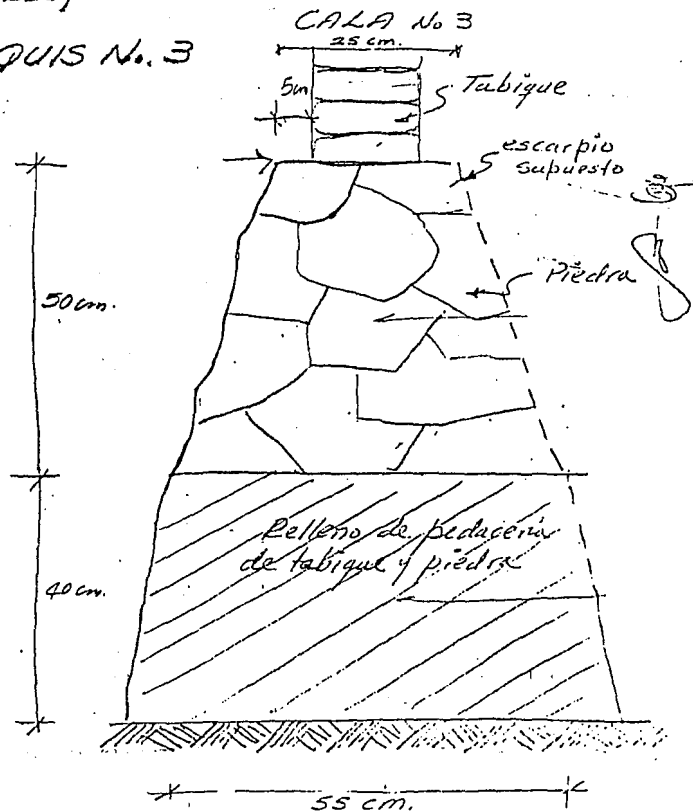 CALA No 3
QUIS No. 3
25 cm.
5cm
Tabique
escarpio
supuesto
Piedra
50 cm.
Relleno de pedaceria
de tabique y piedra
40 cm.
55 cm.